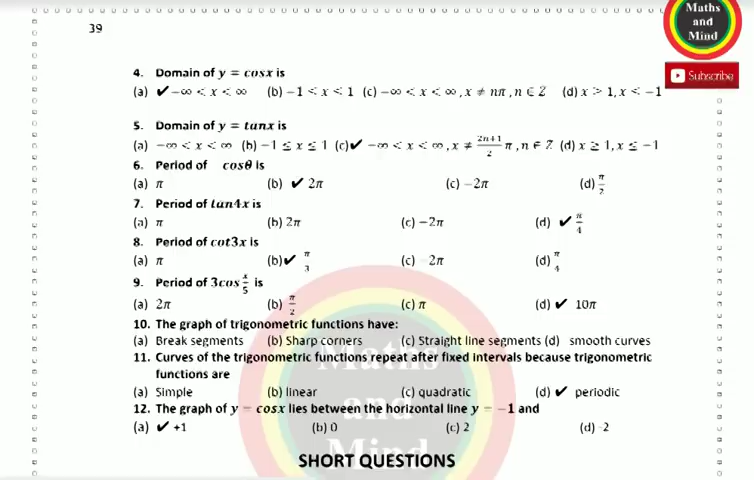 Maths
and
Mind
Subscribe
39
4. Domain of y = cosx is
(a) ✔ −∞ < x < ∞ (b) −1 < x < 1 (c) −∞ < x < ∞, x ≠ nπ, n ∈ Z (d) x > 1, x < −1
5. Domain of y = tanx is
(a) −∞ < x < ∞ (b) −1 ≤ x ≤ 1 (c) ✔ −∞ < x < ∞, x ≠ 2n+1/2 π, n ∈ Z (d) x ≥ 1, x ≤ −1
6. Period of cosθ is
(a) π (b) ✔ 2π (c) −2π (d) π/2
7. Period of tan4x is
(a) π (b) 2π (c) −2π (d) ✔ π/4
8. Period of cot3x is
(a) π (b) ✔ π/3 (c) −2π (d) π/4
9. Period of 3cos x/5 is
(a) 2π (b) π/2 (c) π (d) ✔ 10π
10. The graph of trigonometric functions have:
(a) Break segments (b) Sharp corners (c) Straight line segments (d) smooth curves
11. Curves of the trigonometric functions repeat after fixed intervals because trigonometric
functions are
(a) Simple (b) linear (c) quadratic (d) ✔ periodic
12. The graph of y = cosx lies between the horizontal line y = −1 and
(a) ✔ +1 (b) 0 (c) 2 (d) -2
Maths
and
Mind
SHORT QUESTIONS